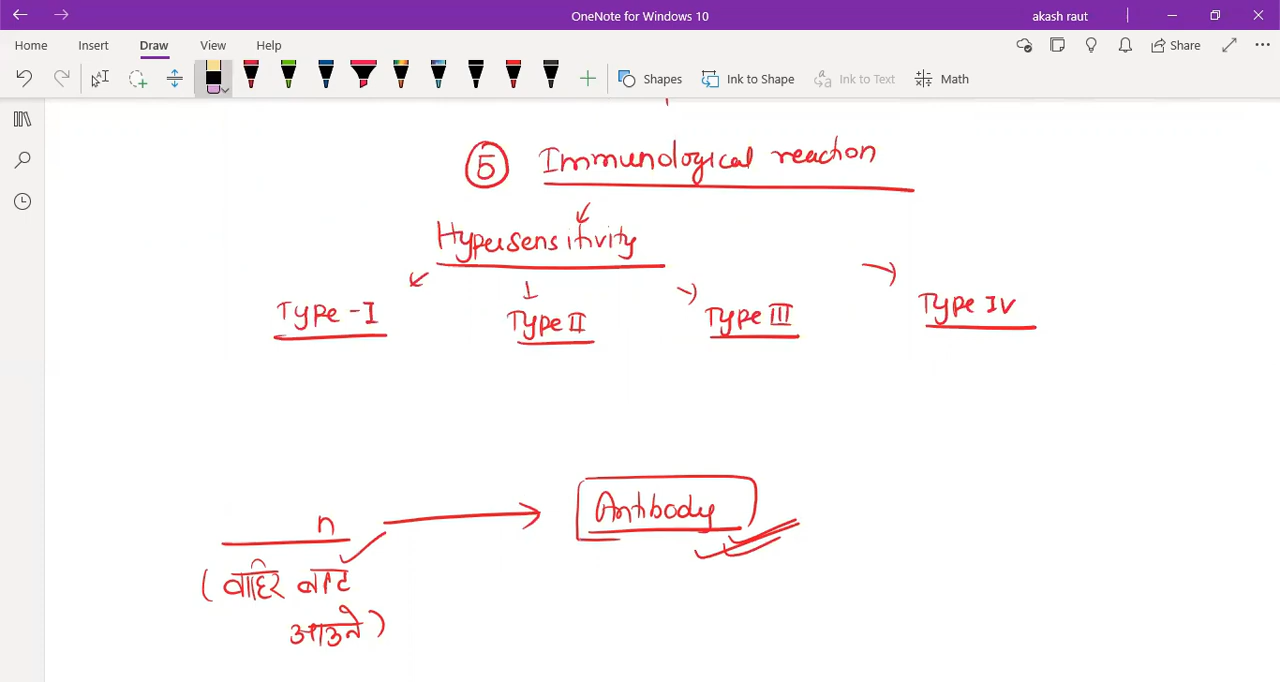 OneNote for Windows 10
akash raut
Home Insert Draw View Help
Share
Shapes Ink to Shape Ink to Text Math
5 Immunological reaction
Hypersensitivity
Type -I Type II Type III Type IV
n Antibody
(बाहिर बाट
आउने)